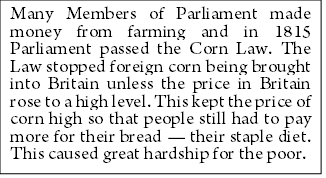 Many Members of Parliament made
money from farming and in 1815
Parliament passed the Corn Law. The
Law stopped foreign corn being brought
into Britain unless the price in Britain
rose to a high level. This kept the price of
corn high so that people still had to pay
more for their bread — their staple diet.
This caused great hardship for the poor.